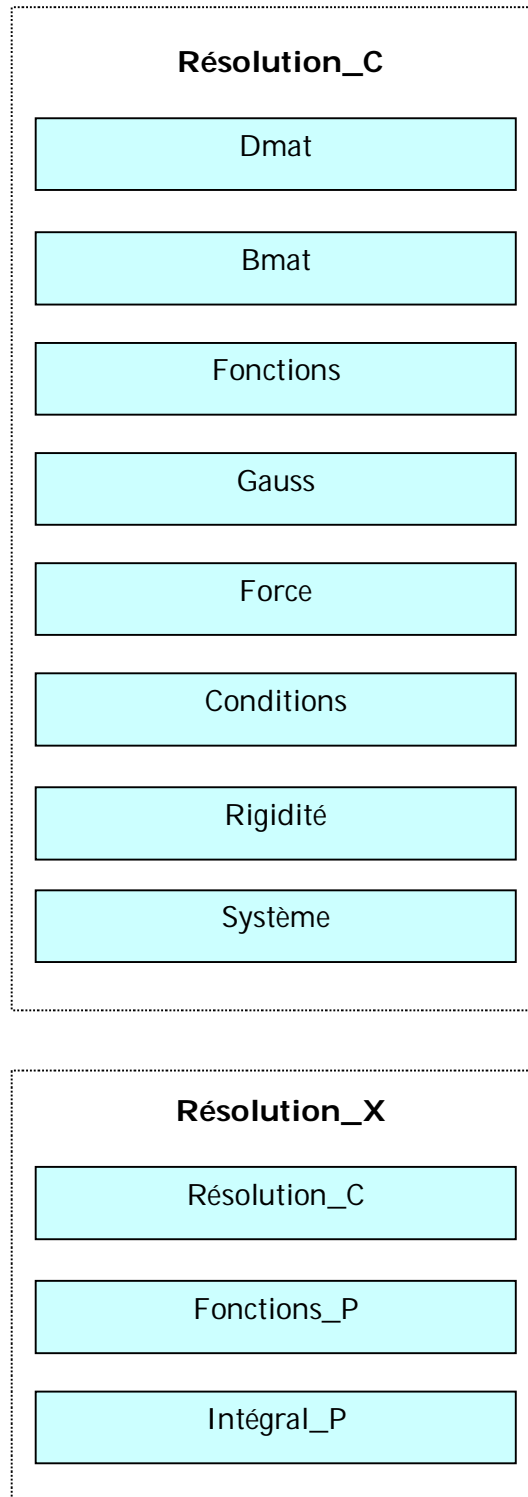 Résolution_C
Dmat
Bmat
Fonctions
Gauss
Force
Conditions
Rigidité
Système
Résolution_X
Résolution_C
Fonctions_P
Intégral_P